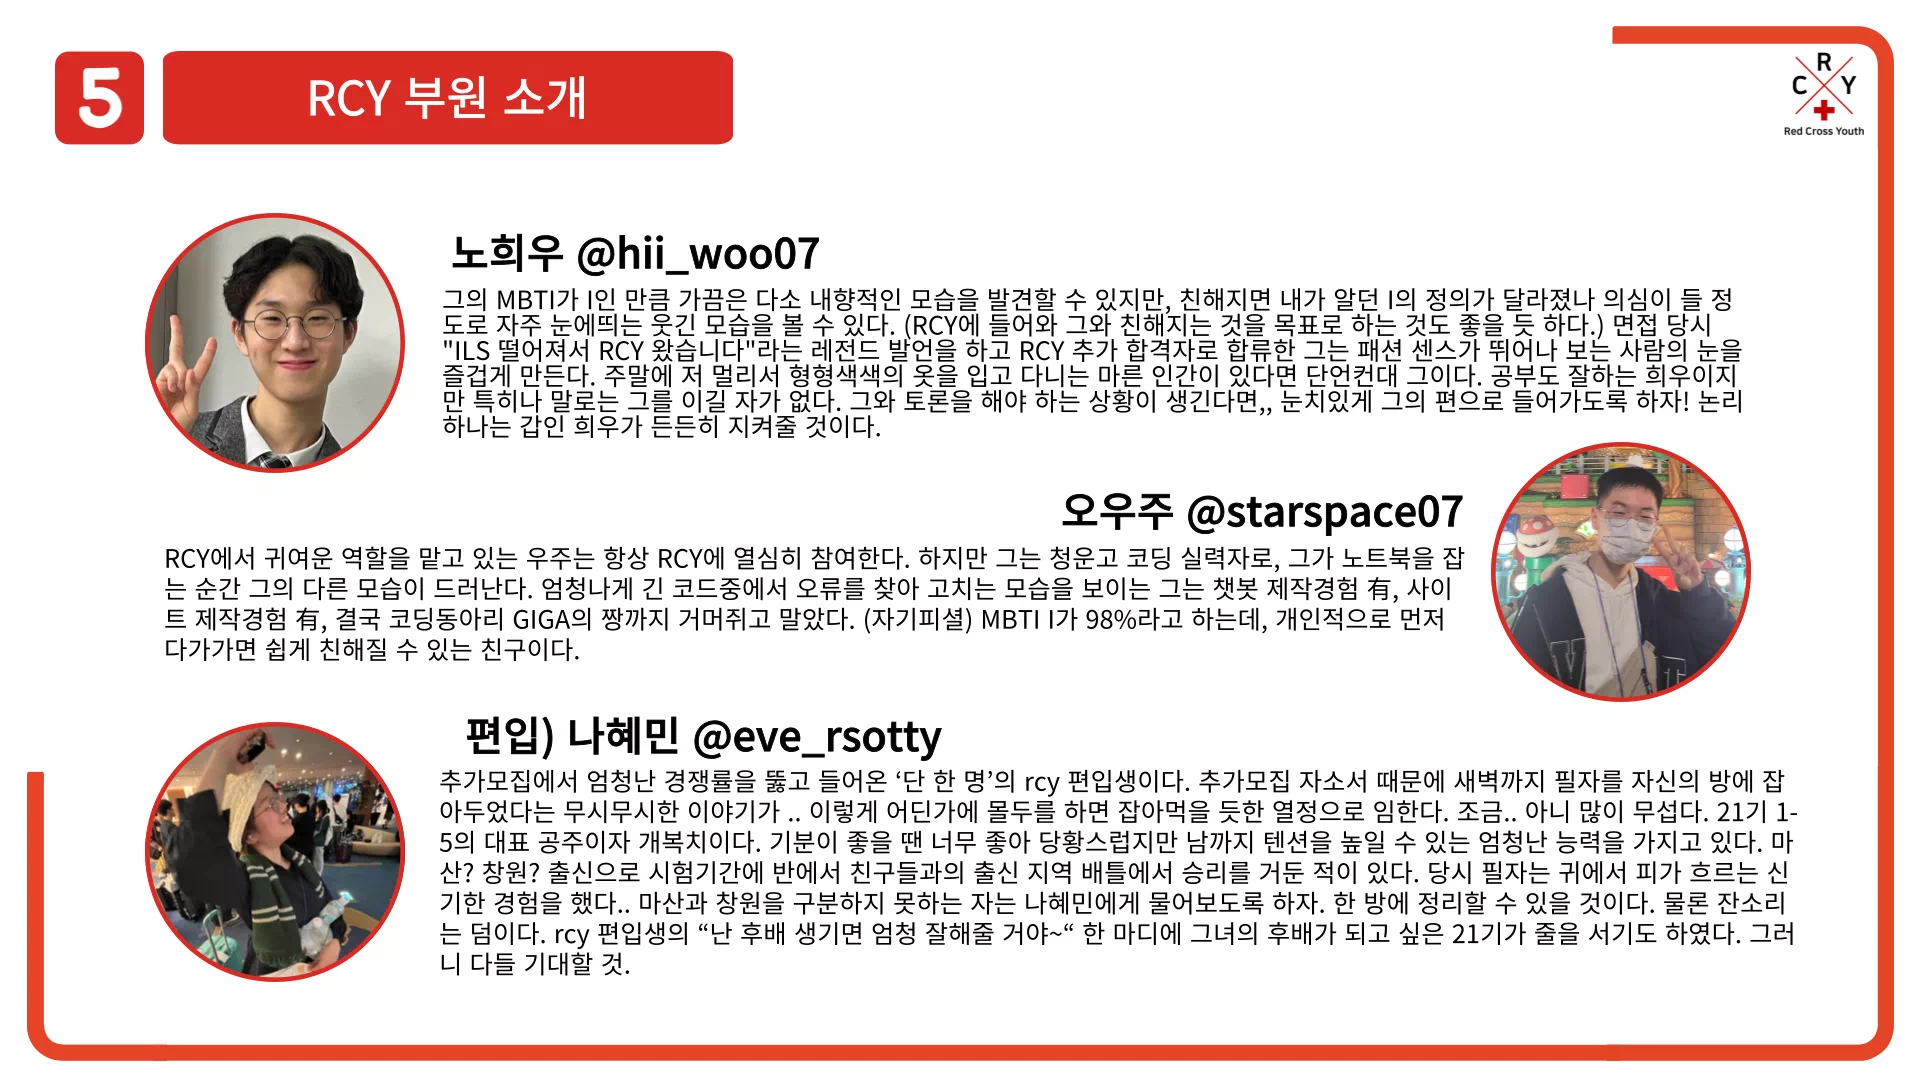 5
RCY 부원 소개
R
C Y
Red Cross Youth
노희우 @hii_woo07
그의 MBTI가 I인 만큼 가끔은 다소 내향적인 모습을 발견할 수 있지만, 친해지면 내가 알던 I의 정의가 달라졌나 의심이 들 정
도로 자주 눈에띄는 웃긴 모습을 볼 수 있다. (RCY에 들어와 그와 친해지는 것을 목표로 하는 것도 좋을 듯 하다.) 면접 당시
"ILS 떨어져서 RCY 왔습니다"라는 레전드 발언을 하고 RCY 추가 합격자로 합류한 그는 패션 센스가 뛰어나 보는 사람의 눈을
즐겁게 만든다. 주말에 저 멀리서 형형색색의 옷을 입고 다니는 마른 인간이 있다면 단언컨대 그이다. 공부도 잘하는 희우이지
만 특히나 말로는 그를 이길 자가 없다. 그와 토론을 해야 하는 상황이 생긴다면,, 눈치있게 그의 편으로 들어가도록 하자! 논리
하나는 갑인 희우가 든든히 지켜줄 것이다.
오우주 @starspace07
RCY에서 귀여운 역할을 맡고 있는 우주는 항상 RCY에 열심히 참여한다. 하지만 그는 청운고 코딩 실력자로, 그가 노트북을 잡
는 순간 그의 다른 모습이 드러난다. 엄청나게 긴 코드중에서 오류를 찾아 고치는 모습을 보이는 그는 챗봇 제작경험 有, 사이
트 제작경험 有, 결국 코딩동아리 GIGA의 짱까지 거머쥐고 말았다. (자기피셜) MBTI I가 98%라고 하는데, 개인적으로 먼저
다가가면 쉽게 친해질 수 있는 친구이다.
편입) 나혜민 @eve_rsotty
추가모집에서 엄청난 경쟁률을 뚫고 들어온 ‘단 한 명’의 rcy 편입생이다. 추가모집 자소서 때문에 새벽까지 필자를 자신의 방에 잡
아두었다는 무시무시한 이야기가 .. 이렇게 어딘가에 몰두를 하면 잡아먹을 듯한 열정으로 임한다. 조금.. 아니 많이 무섭다. 21기 1-
5의 대표 공주이자 개복치이다. 기분이 좋을 땐 너무 좋아 당황스럽지만 남까지 텐션을 높일 수 있는 엄청난 능력을 가지고 있다. 마
산? 창원? 출신으로 시험기간에 반에서 친구들과의 출신 지역 배틀에서 승리를 거둔 적이 있다. 당시 필자는 귀에서 피가 흐르는 신
기한 경험을 했다.. 마산과 창원을 구분하지 못하는 자는 나혜민에게 물어보도록 하자. 한 방에 정리할 수 있을 것이다. 물론 잔소리
는 덤이다. rcy 편입생의 “난 후배 생기면 엄청 잘해줄 거야~“ 한 마디에 그녀의 후배가 되고 싶은 21기가 줄을 서기도 하였다. 그러
니 다들 기대할 것.